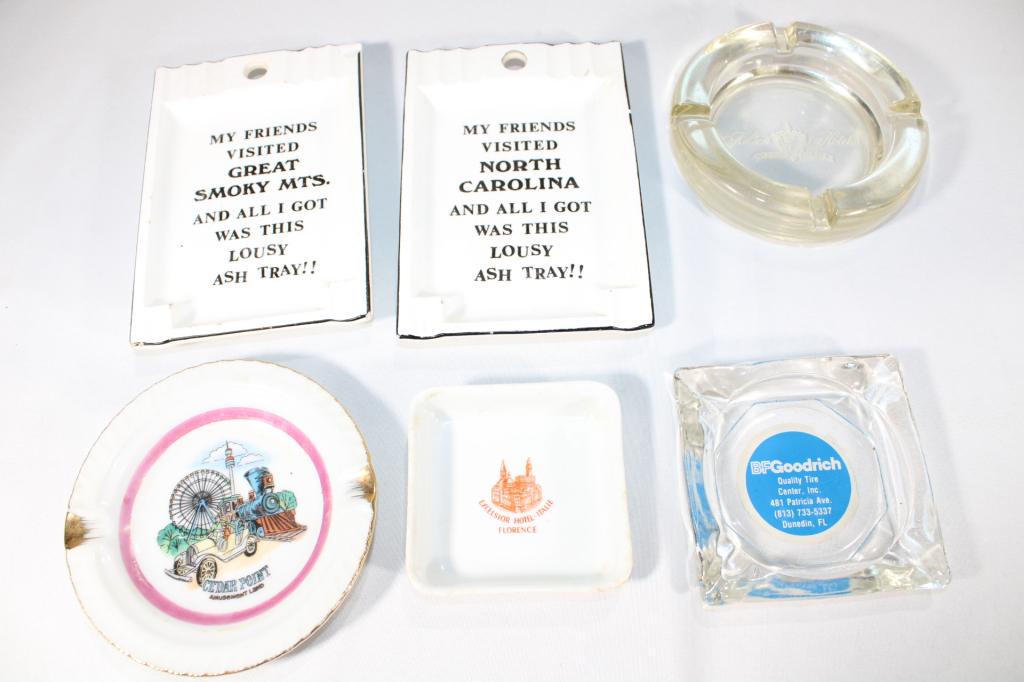 MY FRIENDS
VISITED
GREAT
SMOKY MTS.
AND ALL I GOT
WAS THIS
LOUSY
ASH TRAY!!
MY FRIENDS
VISITED
NORTH
CAROLINA
AND ALL I GOT
WAS THIS
LOUSY
ASH TRAY!!
CEDAR POINT
AMUSEMENT LAND
EXCELSIOR HOTEL ITALIE
FLORENCE
BFGoodrich
Quality Tire
Center, Inc.
481 Patricia Ave.
(813) 733-5337
Dunedin, FL